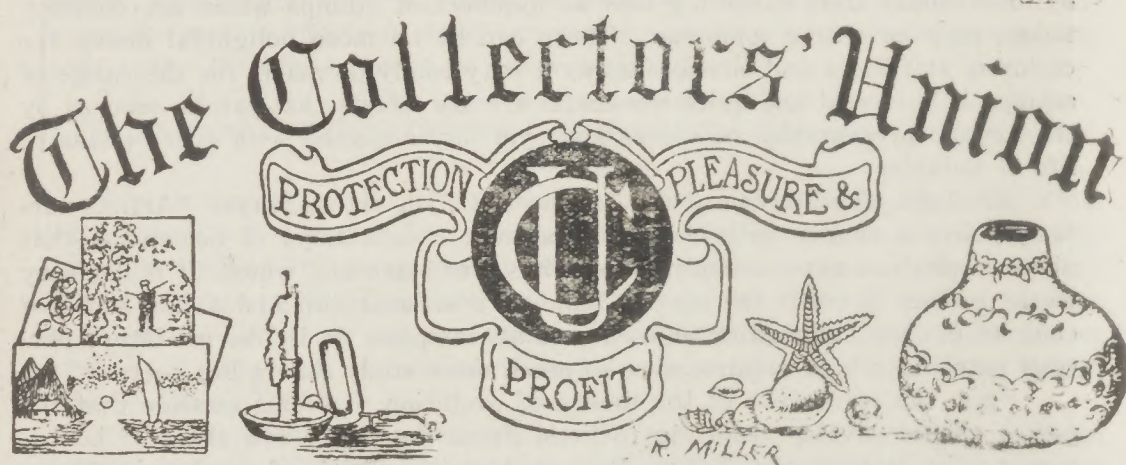 The Collectors' Union
PROTECTION
PLEASURE &
PROFIT
CU
R. MILLER